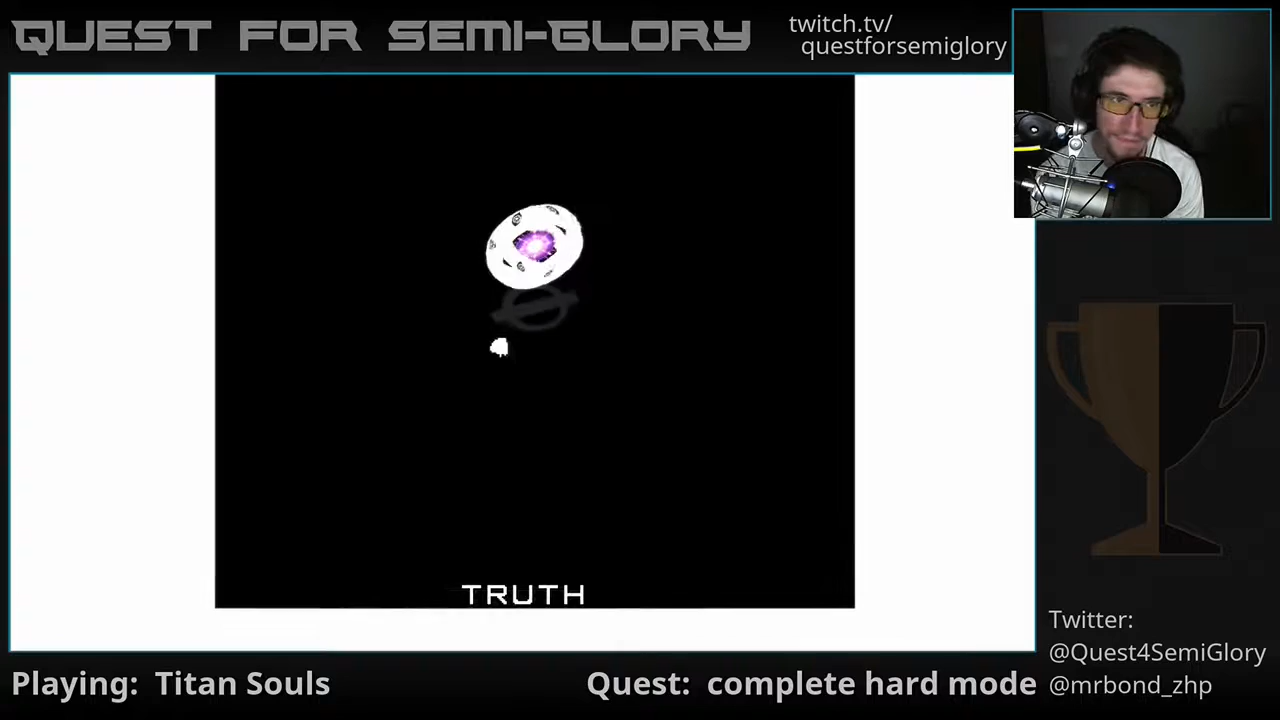 QUEST FOR SEMI-GLORY
twitch.tv/
questforsemiglory
TRUTH
Twitter:
@Quest4SemiGlory
@mrbond_zhp
Playing: Titan Souls
Quest: complete hard mode